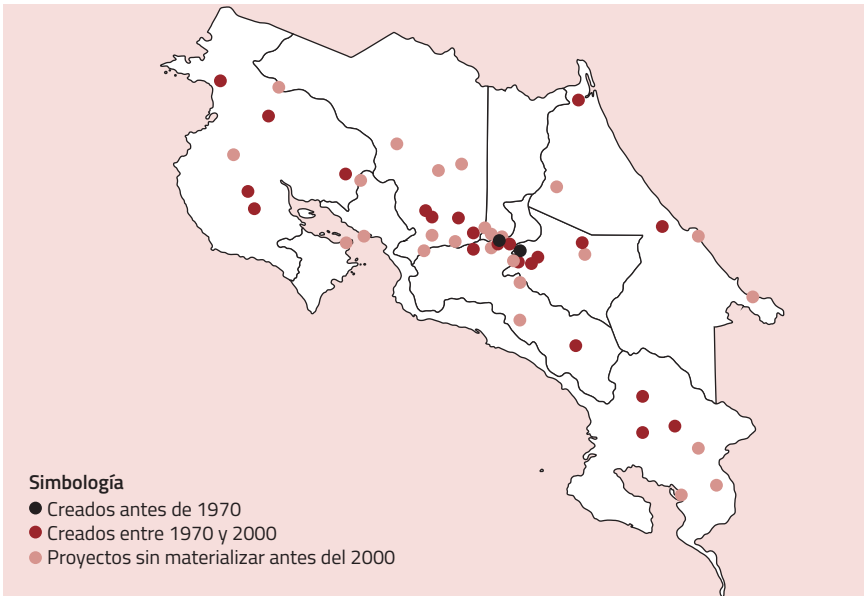 Simbología
Creados antes de 1970
Creados entre 1970 y 2000
Proyectos sin materializar antes del 2000